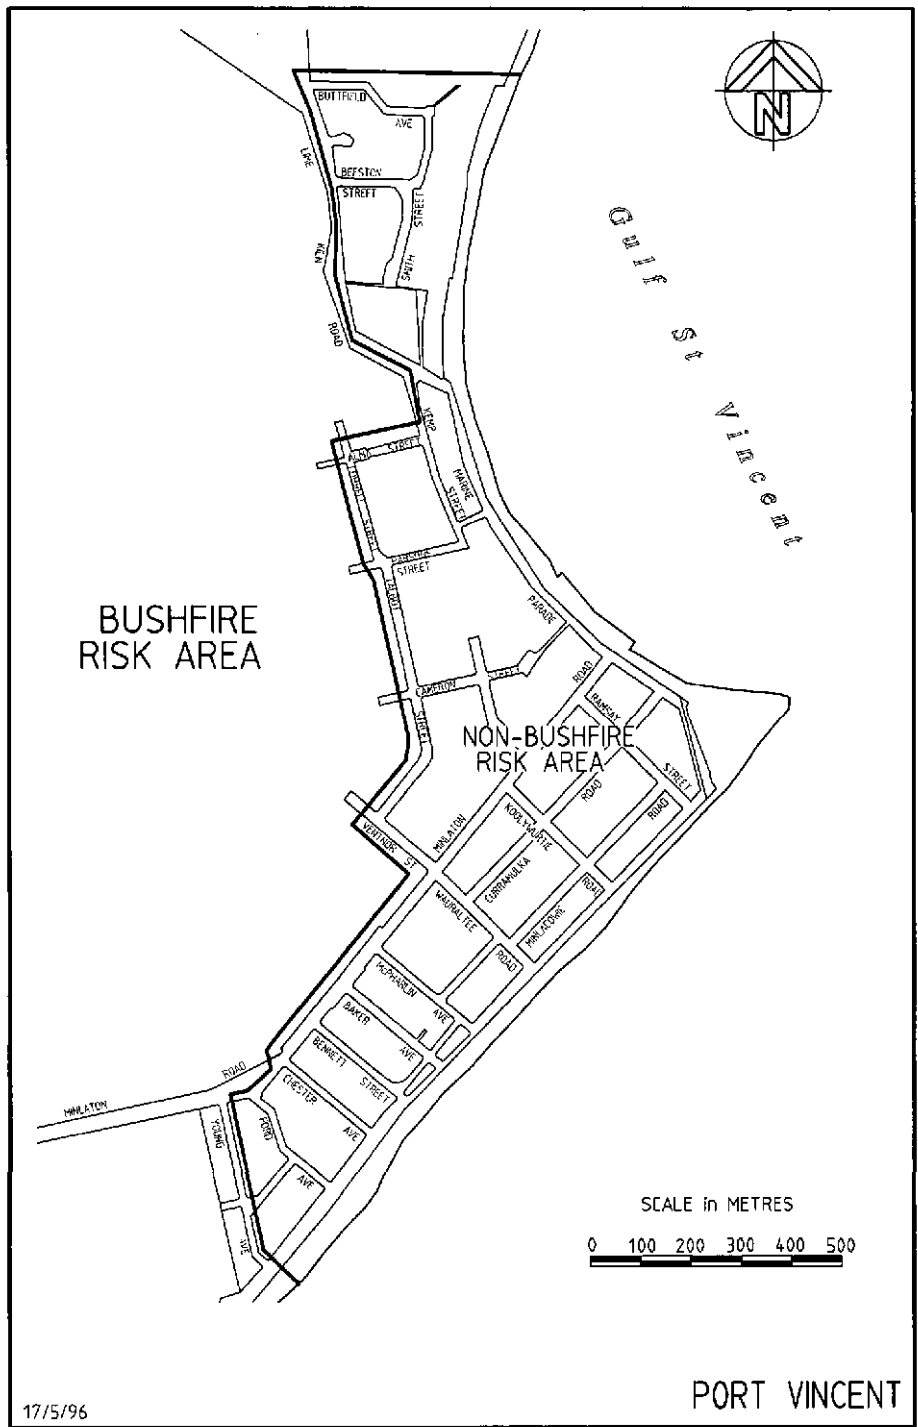 N
BUTTFIELD
AVE
LIME
BEESTON
STREET
STREET
SMITH
KILN
ROAD
Gulf St Vincent
KEMP
STREET
ALMA
STREET
MARINE
STREET
STREET
TALBOT
PARADE
BUSHFIRE
RISK AREA
CAMERON
STREET
STREET
ROAD
RAMSAY
STREET
NON-BUSHFIRE
RISK AREA
ROAD
ROAD
MINLATON
KOOLYWURTIE
VENTNOR ST
CURRAMULKA
ROAD
MINLACOWIE
WAURALTEE
ROAD
McPHARLIN
AVE
BAKER
AVE
BENNETT
STREET
CHESTER
AVE
MINLATON
ROAD
YOUNG
AVE
FORD
AVE
SCALE in METRES
0 100 200 300 400 500
17/5/96
PORT VINCENT